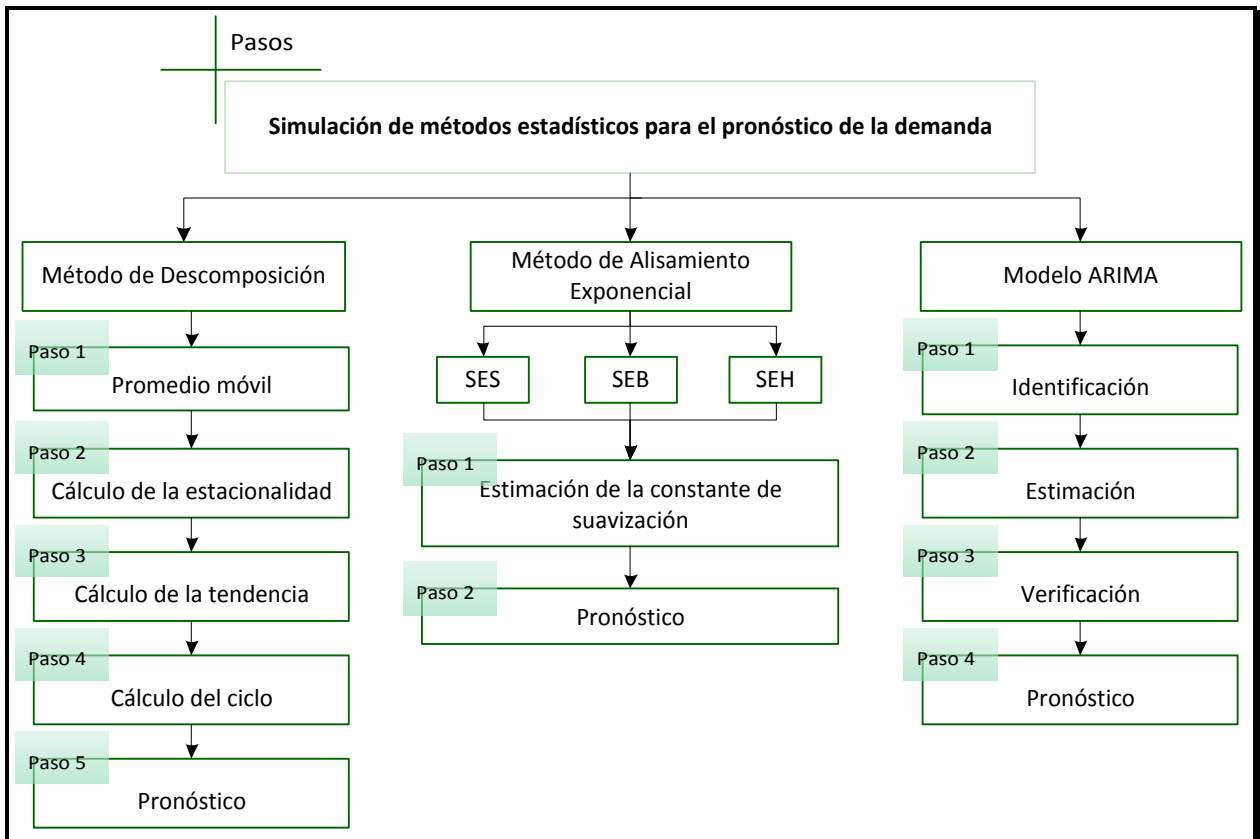 Pasos
Simulación de métodos estadísticos para el pronóstico de la demanda
Método de Descomposición
Paso 1
Promedio móvil
Paso 2
Cálculo de la estacionalidad
Paso 3
Cálculo de la tendencia
Paso 4
Cálculo del ciclo
Paso 5
Pronóstico
Método de Alisamiento
Exponencial
SES
SEB
SEH
Paso 1
Estimación de la constante de
suavización
Paso 2
Pronóstico
Modelo ARIMA
Paso 1
Identificación
Paso 2
Estimación
Paso 3
Verificación
Paso 4
Pronóstico